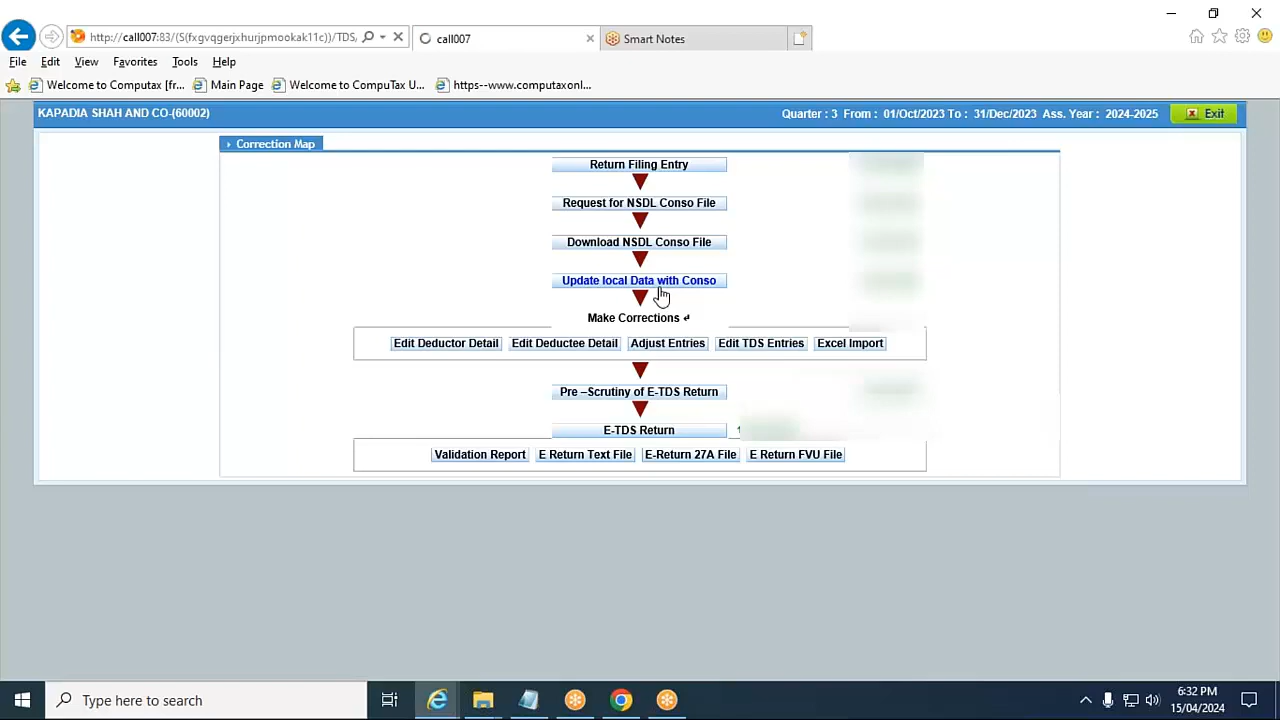 http://call007:83/(S(fxgvqgerjxhurjpmookak11c))/TDS,
call007
Smart Notes
File Edit View Favorites Tools Help
Welcome to Computax [fr... Main Page Welcome to CompuTax U... https--www.computaxonl...
KAPADIA SHAH AND CO-(60002) Quarter : 3 From : 01/Oct/2023 To : 31/Dec/2023 Ass. Year : 2024-2025 Exit
Correction Map
Return Filing Entry
Request for NSDL Conso File
Download NSDL Conso File
Update local Data with Conso
Make Corrections
Edit Deductor Detail Edit Deductee Detail Adjust Entries Edit TDS Entries Excel Import
Pre –Scrutiny of E-TDS Return
E-TDS Return
Validation Report E Return Text File E-Return 27A File E Return FVU File
Type here to search
6:32 PM
15/04/2024